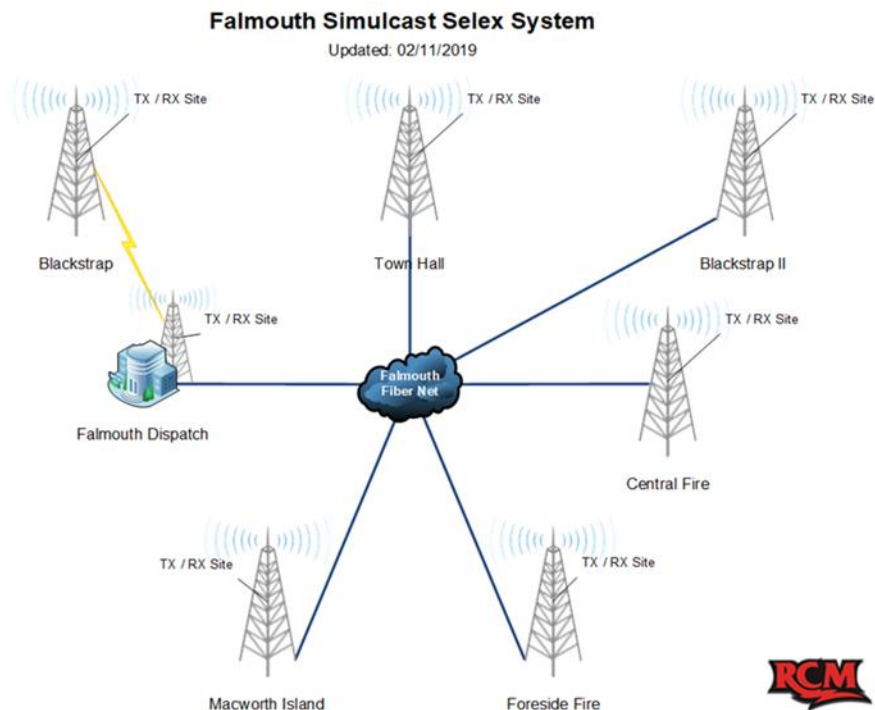 Falmouth Simulcast Selex System
Updated: 02/11/2019
TX / RX Site
TX / RX Site
TX / RX Site
Blackstrap
Town Hall
Blackstrap II
TX / RX Site
TX / RX Site
Falmouth
Fiber Net
Falmouth Dispatch
Central Fire
TX / RX Site
TX / RX Site
Macworth Island
Foreside Fire
RCM